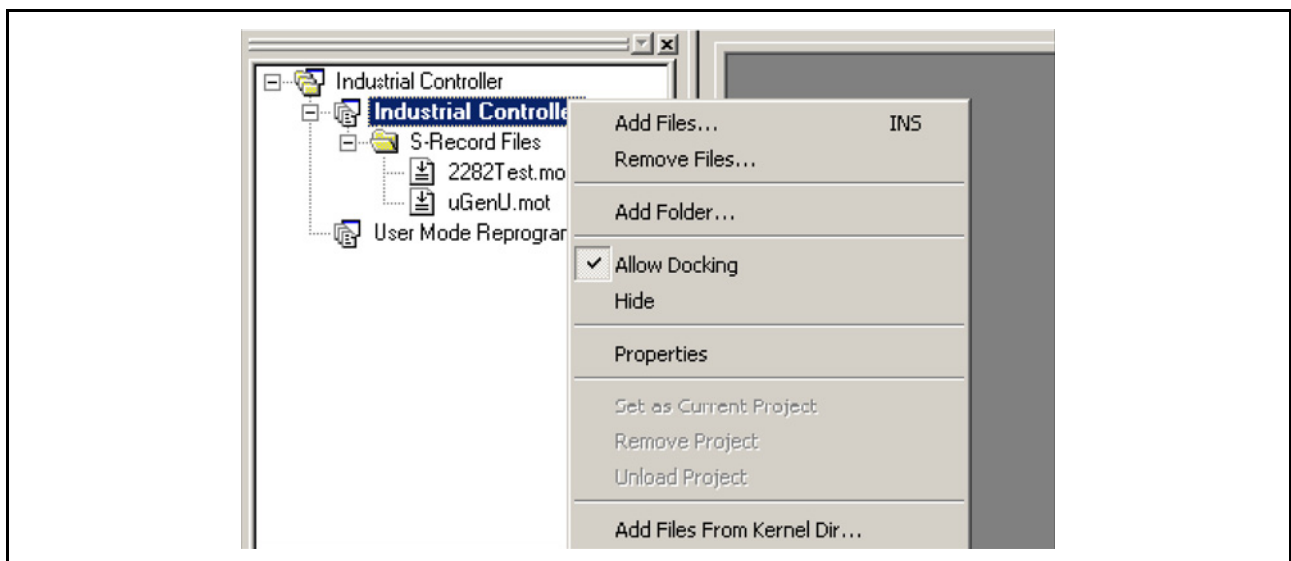 Industrial Controller
Industrial Controlle
S-Record Files
2282Test.mo
uGenU.mot
User Mode Reprogra
Add Files... INS
Remove Files...
Add Folder...
Allow Docking
Hide
Properties
Set as Current Project
Remove Project
Unload Project
Add Files From Kernel Dir...